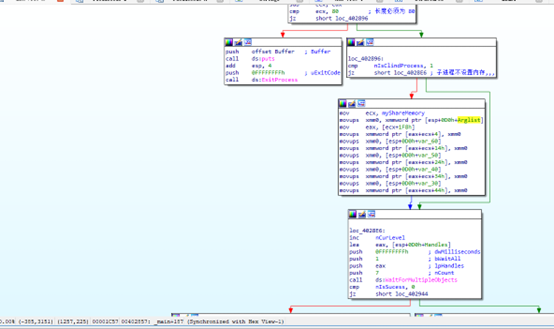 cmp     ecx, 80         ; 长度必须为 80
jz      short loc_402896
push    offset Buffer   ; Buffer
call    ds:puts
add     esp, 4
push    0FFFFFFFFh      ; uExitCode
call    ds:ExitProcess
loc_402896:
cmp     nIsClindProcess, 1
jz      short loc_4028E6 ; 子进程不设置内存,,,
mov     ecx, myShareMemory
movups  xmm0, xmmword ptr [esp+0D0h+Arglist]
mov     eax, [ecx+1F8h]
movups  xmmword ptr [eax+ecx+4], xmm0
movups  xmm0, [esp+0D0h+var_60]
movups  xmmword ptr [eax+ecx+14h], xmm0
movups  xmm0, [esp+0D0h+var_50]
movups  xmmword ptr [eax+ecx+24h], xmm0
movups  xmm0, [esp+0D0h+var_40]
movups  xmmword ptr [eax+ecx+34h], xmm0
movups  xmm0, [esp+0D0h+var_30]
movups  xmmword ptr [eax+ecx+44h], xmm0
loc_4028E6:
inc     nCurLevel
lea     eax, [esp+0D0h+Handles]
push    0FFFFFFFFh      ; dwMilliseconds
push    1               ; bWaitAll
push    eax             ; lpHandles
push    7               ; nCount
call    ds:WaitForMultipleObjects
cmp     nIsSucess, 0
jz      short loc_402944
0.00% (-385,3151) (1257,225) 00001C57 00402857: _main+187 (Synchronized with Hex View-1)